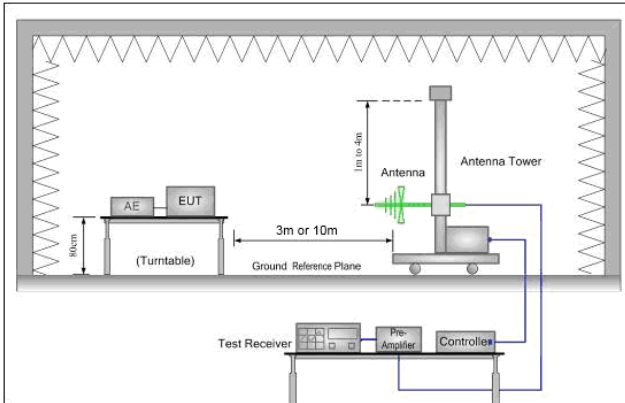 1m to 4m
Antenna
Antenna Tower
AE
EUT
80cm
(Turntable)
3m or 10m
Ground Reference Plane
Test Receiver
Pre-
Amplifier
Controller